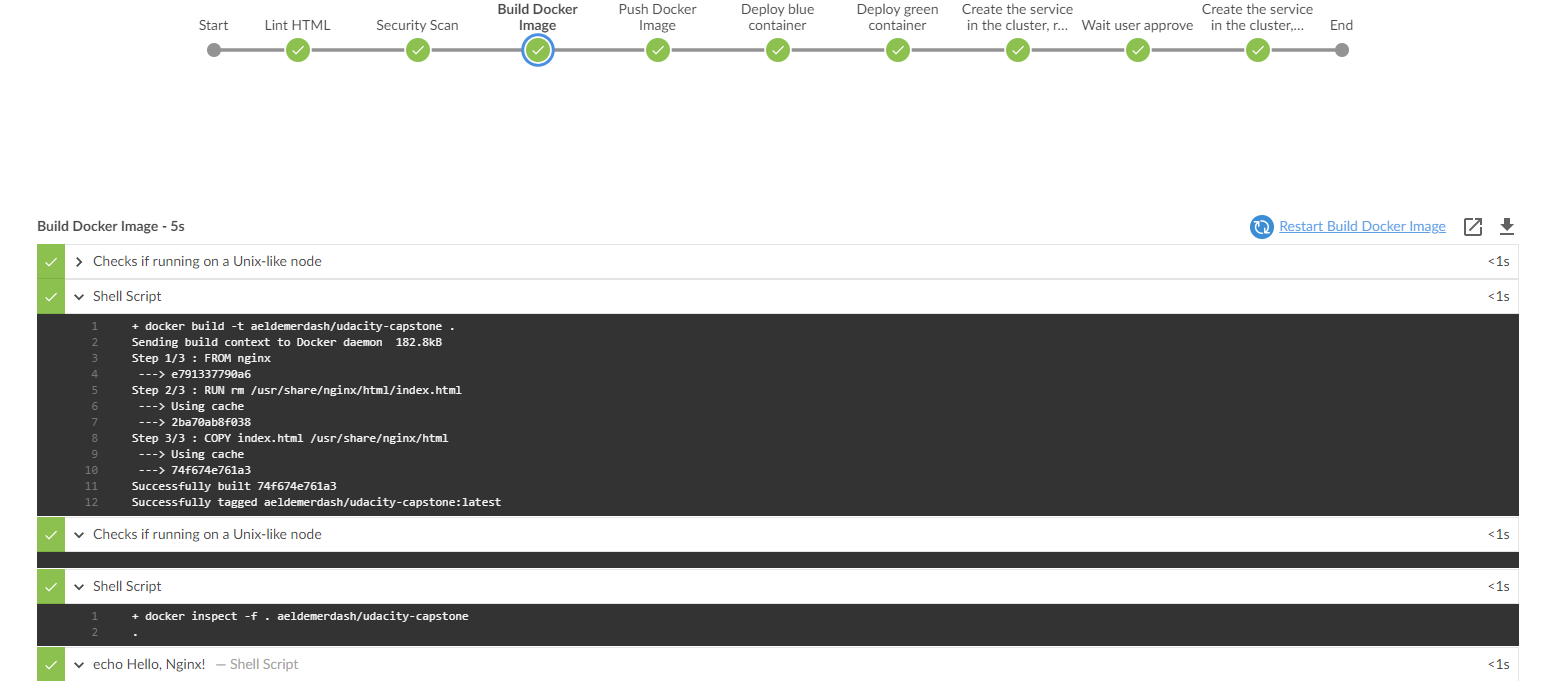 Start
Lint HTML
Security Scan
Build Docker
Image
Push Docker
Image
Deploy blue
container
Deploy green
container
Create the service
in the cluster, r...
Wait user approve
Create the service
in the cluster,...
End
Build Docker Image - 5s
Restart Build Docker Image
Checks if running on a Unix-like node
<1s
Shell Script
<1s
1 + docker build -t aeldemerdash/udacity-capstone .
2 Sending build context to Docker daemon  182.8kB
3 Step 1/3 : FROM nginx
4  ---> e791337790a6
5 Step 2/3 : RUN rm /usr/share/nginx/html/index.html
6  ---> Using cache
7  ---> 2ba70ab8f038
8 Step 3/3 : COPY index.html /usr/share/nginx/html
9  ---> Using cache
10  ---> 74f674e761a3
11 Successfully built 74f674e761a3
12 Successfully tagged aeldemerdash/udacity-capstone:latest
Checks if running on a Unix-like node
<1s
Shell Script
<1s
1 + docker inspect -f . aeldemerdash/udacity-capstone
2 .
echo Hello, Nginx! — Shell Script
<1s